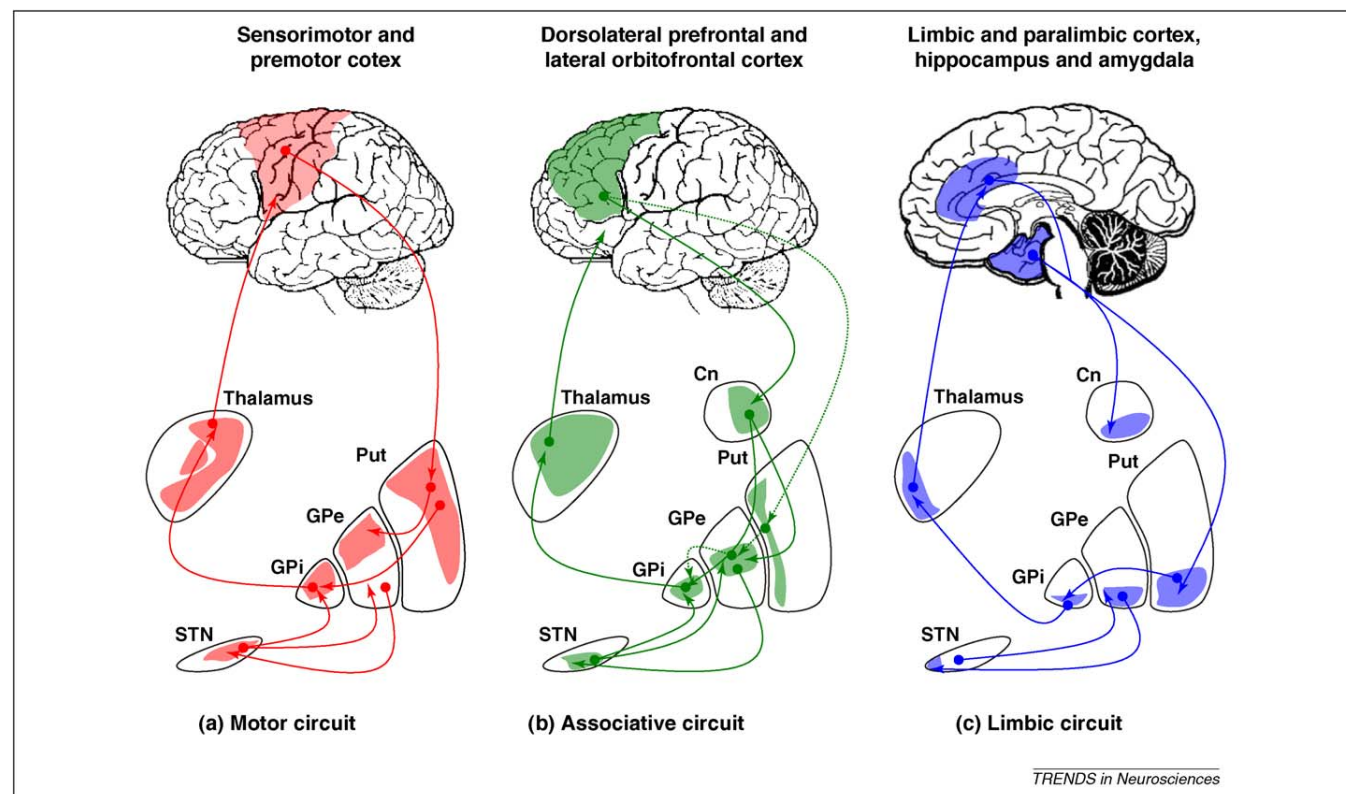 Sensorimotor and
premotor cotex
Dorsolateral prefrontal and
lateral orbitofrontal cortex
Limbic and paralimbic cortex,
hippocampus and amygdala
Thalamus
Put
GPe
GPi
STN
Cn
Thalamus
Put
GPe
GPi
STN
Cn
Thalamus
Put
GPe
GPi
STN
(a) Motor circuit
(b) Associative circuit
(c) Limbic circuit
TRENDS in Neurosciences